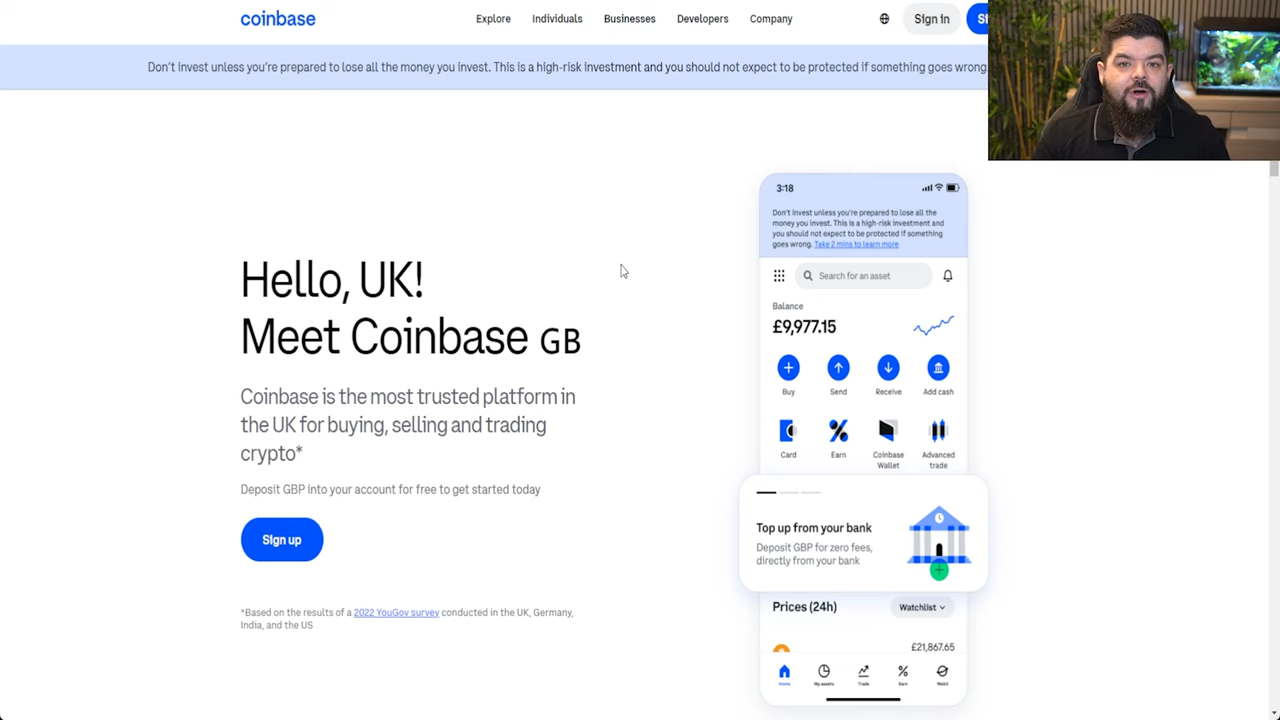 coinbase
Explore
Individuals
Businesses
Developers
Company
Sign in
Si
Don't invest unless you're prepared to lose all the money you invest. This is a high-risk investment and you should not expect to be protected if something goes wrong.
Hello, UK!
Meet Coinbase GB
Coinbase is the most trusted platform in
the UK for buying, selling and trading
crypto*
Deposit GBP into your account for free to get started today
Sign up
*Based on the results of a 2022 YouGov survey conducted in the UK, Germany,
India, and the US
3:18
Don't invest unless you're prepared to lose all the
money you invest. This is a high-risk investment and
you should not expect to be protected if something
goes wrong. Take 2 mins to learn more
Search for an asset
Balance
£9,977.15
Buy
Send
Receive
Add cash
Card
Earn
Coinbase
Wallet
Advanced
trade
Top up from your bank
Deposit GBP for zero fees,
directly from your bank
Prices (24h)
Watchlist
£21,867.65
Home
My assets
Trade
Earn
Web3